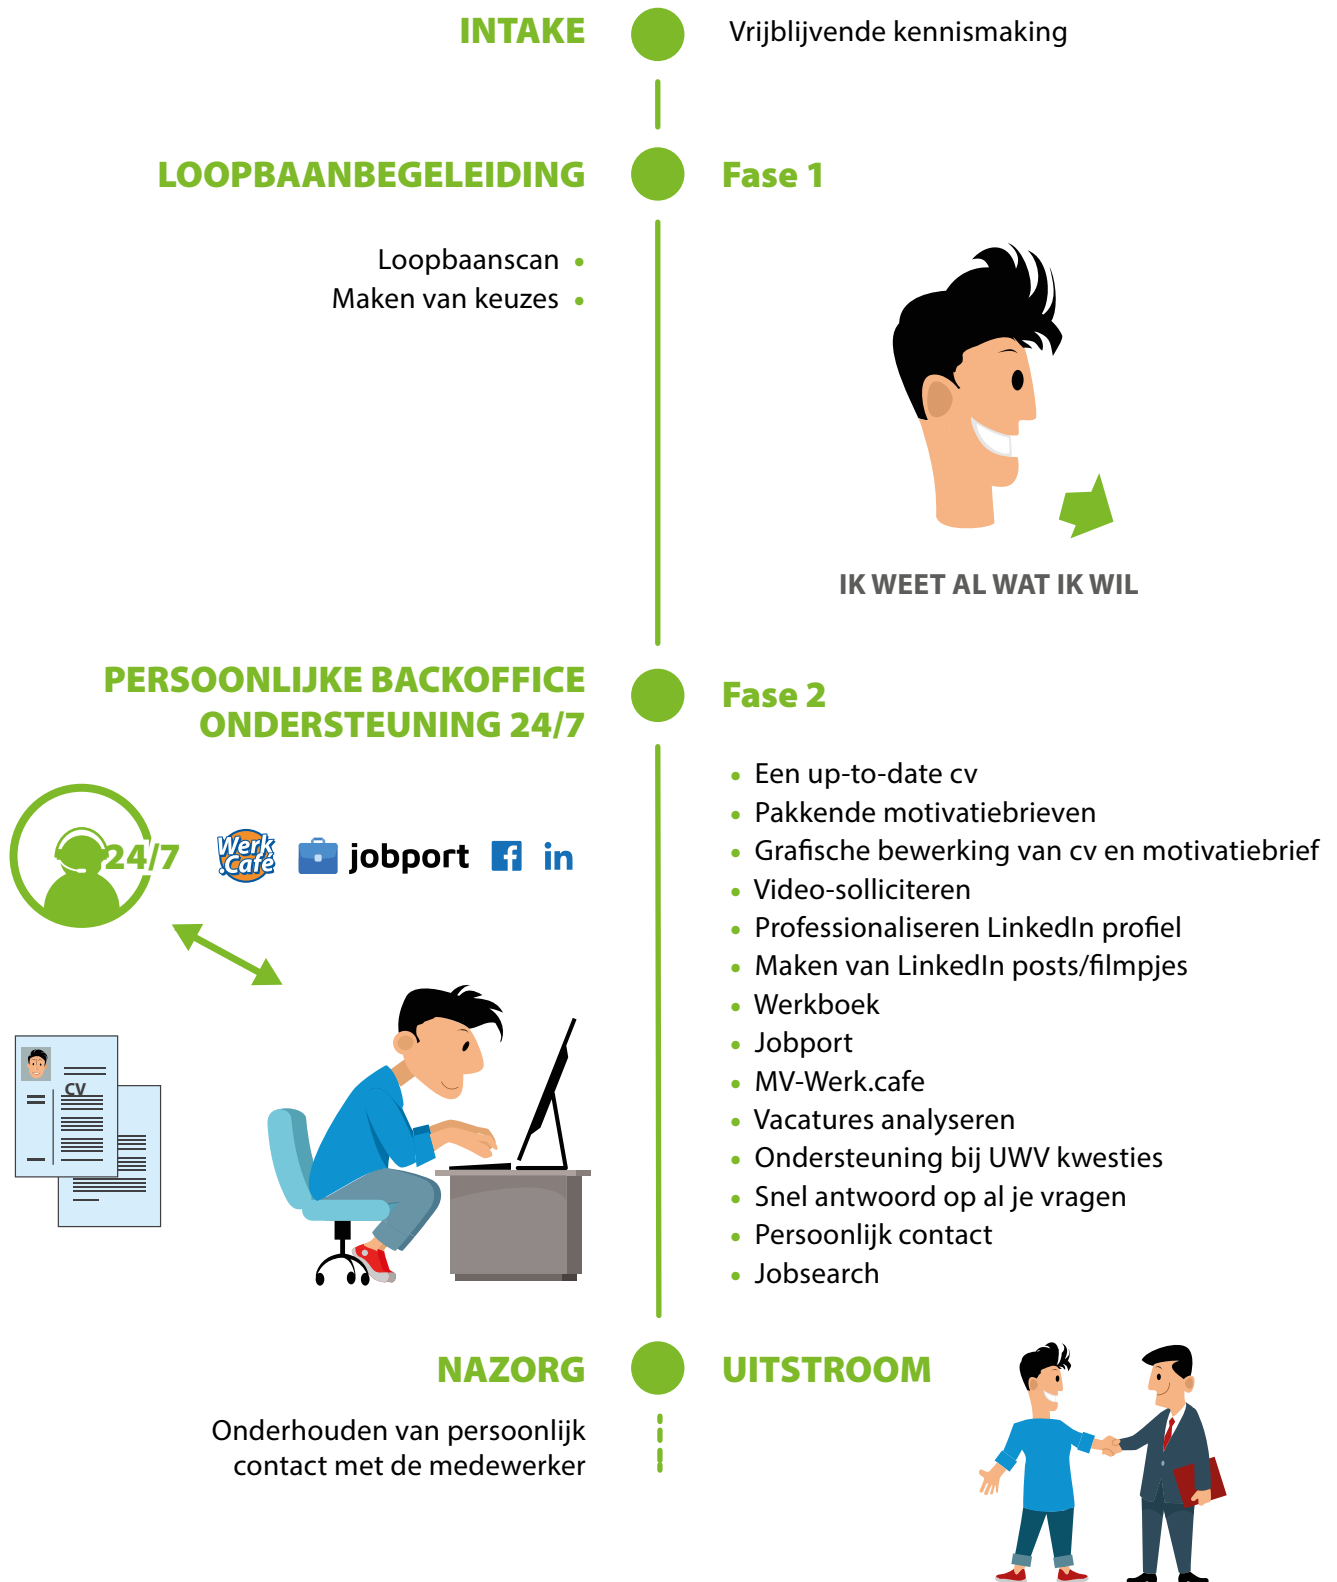 INTAKE
Vrijblijvende kennismaking
LOOPBAANBEGELEIDING
Fase 1
Loopbaanscan •
Maken van keuzes •
IK WEET AL WAT IK WIL
PERSOONLIJKE BACKOFFICE
ONDERSTEUNING 24/7
Fase 2
24/7
Werk
.Café
jobport
f
in
CV
• Een up-to-date cv
• Pakkende motivatiebrieven
• Grafische bewerking van cv en motivatiebrief
• Video-solliciteren
• Professionaliseren LinkedIn profiel
• Maken van LinkedIn posts/filmpjes
• Werkboek
• Jobport
• MV-Werk.cafe
• Vacatures analyseren
• Ondersteuning bij UWV kwesties
• Snel antwoord op al je vragen
• Persoonlijk contact
• Jobsearch
NAZORG
UITSTROOM
Onderhouden van persoonlijk
contact met de medewerker